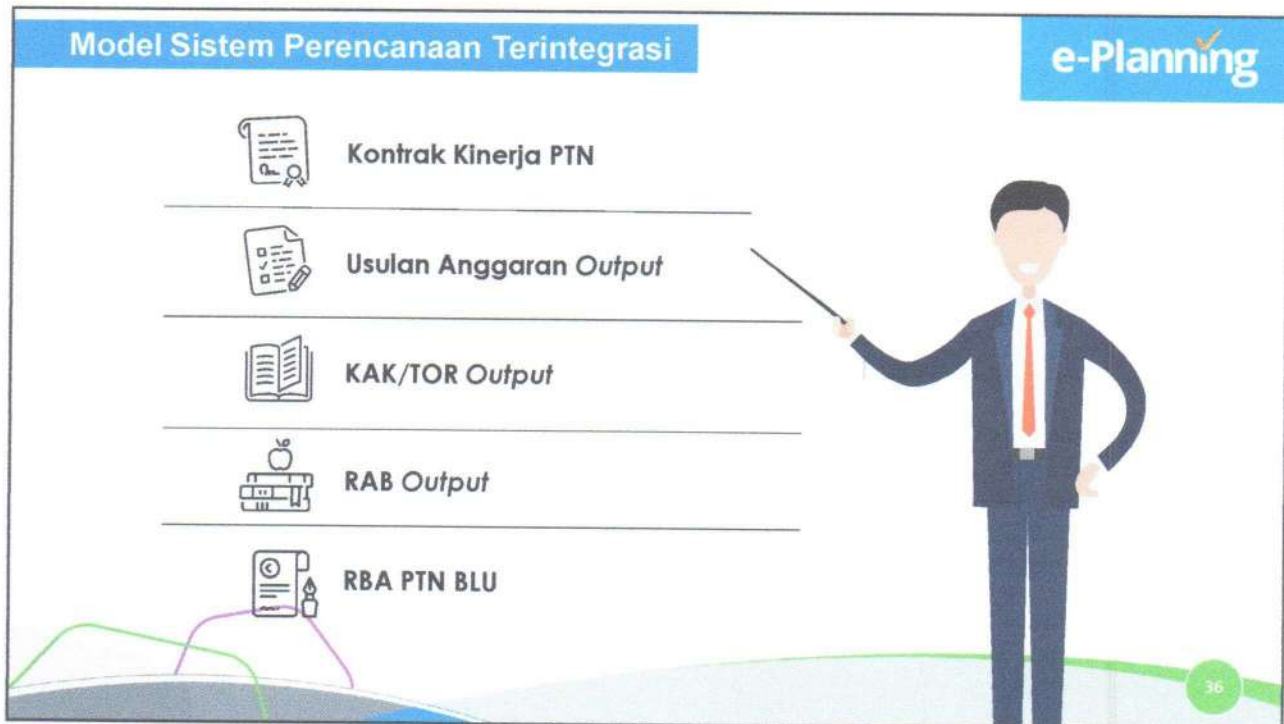 Model Sistem Perencanaan Terintegrasi
e-Planning
Kontrak Kinerja PTN
Usulan Anggaran Output
KAK/TOR Output
RAB Output
RBA PTN BLU
36